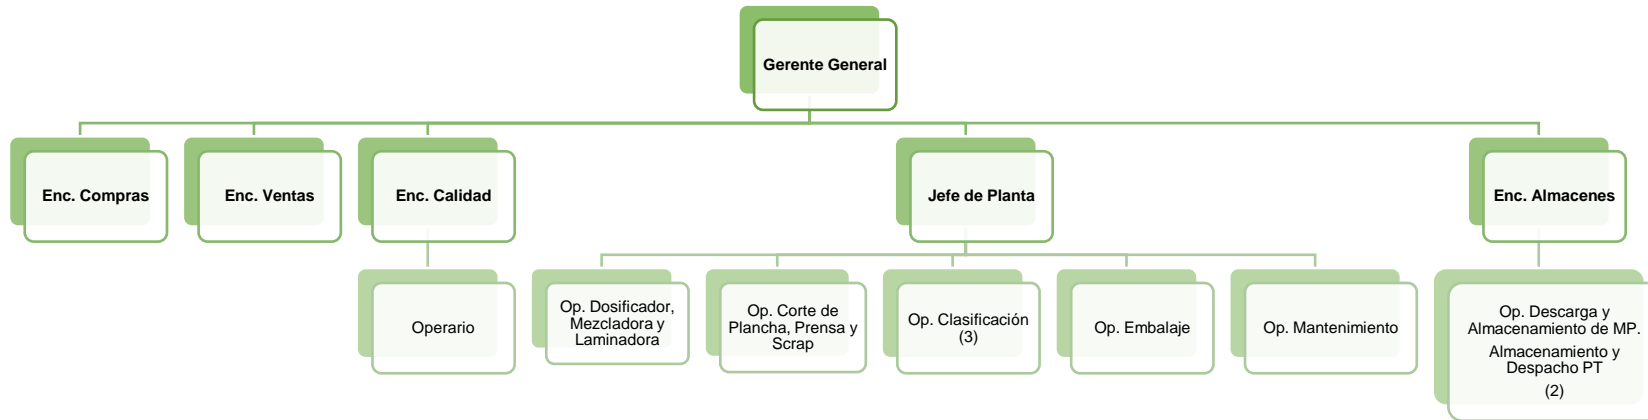 Gerente General
Enc. Compras
Enc. Ventas
Enc. Calidad
Jefe de Planta
Enc. Almacenes
Operario
Op. Dosificador,
Mezcladora y
Laminadora
Op. Corte de
Plancha, Prensa y
Scrap
Op. Clasificación
(3)
Op. Embalaje
Op. Mantenimiento
Op. Descarga y
Almacenamiento de MP.
Almacenamiento y
Despacho PT
(2)